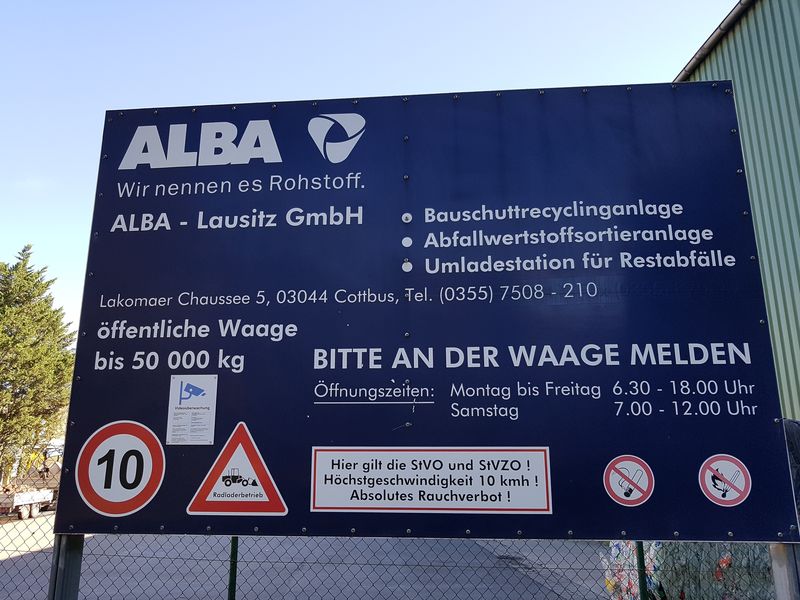 ALBA
Wir nennen es Rohstoff.
ALBA - Lausitz GmbH
• Bauschuttrecyclinganlage
• Abfallwertstoffsortieranlage
• Umladestation für Restabfälle
Lakomaer Chaussee 5, 03044 Cottbus, Tel. (0355) 7508 - 210
öffentliche Waage
bis 50 000 kg
BITTE AN DER WAAGE MELDEN
Öffnungszeiten: Montag bis Freitag 6.30 - 18.00 Uhr
Samstag 7.00 - 12.00 Uhr
Videoüberwachung
10
Radladerbetrieb
Hier gilt die StVO und StVZO !
Höchstgeschwindigkeit 10 kmh !
Absolutes Rauchverbot !